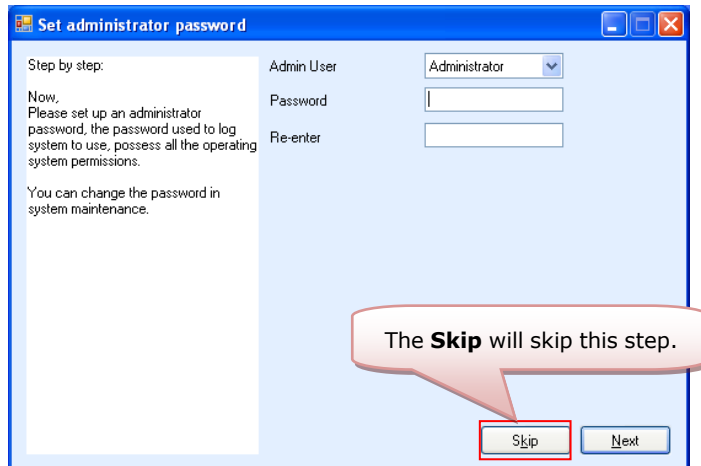 Set administrator password
Step by step:
Now,
Please set up an administrator
password, the password used to log
system to use, possess all the operating
system permissions.
You can change the password in
system maintenance.
Admin User
Administrator
Password
Re-enter
The Skip will skip this step.
Skip
Next